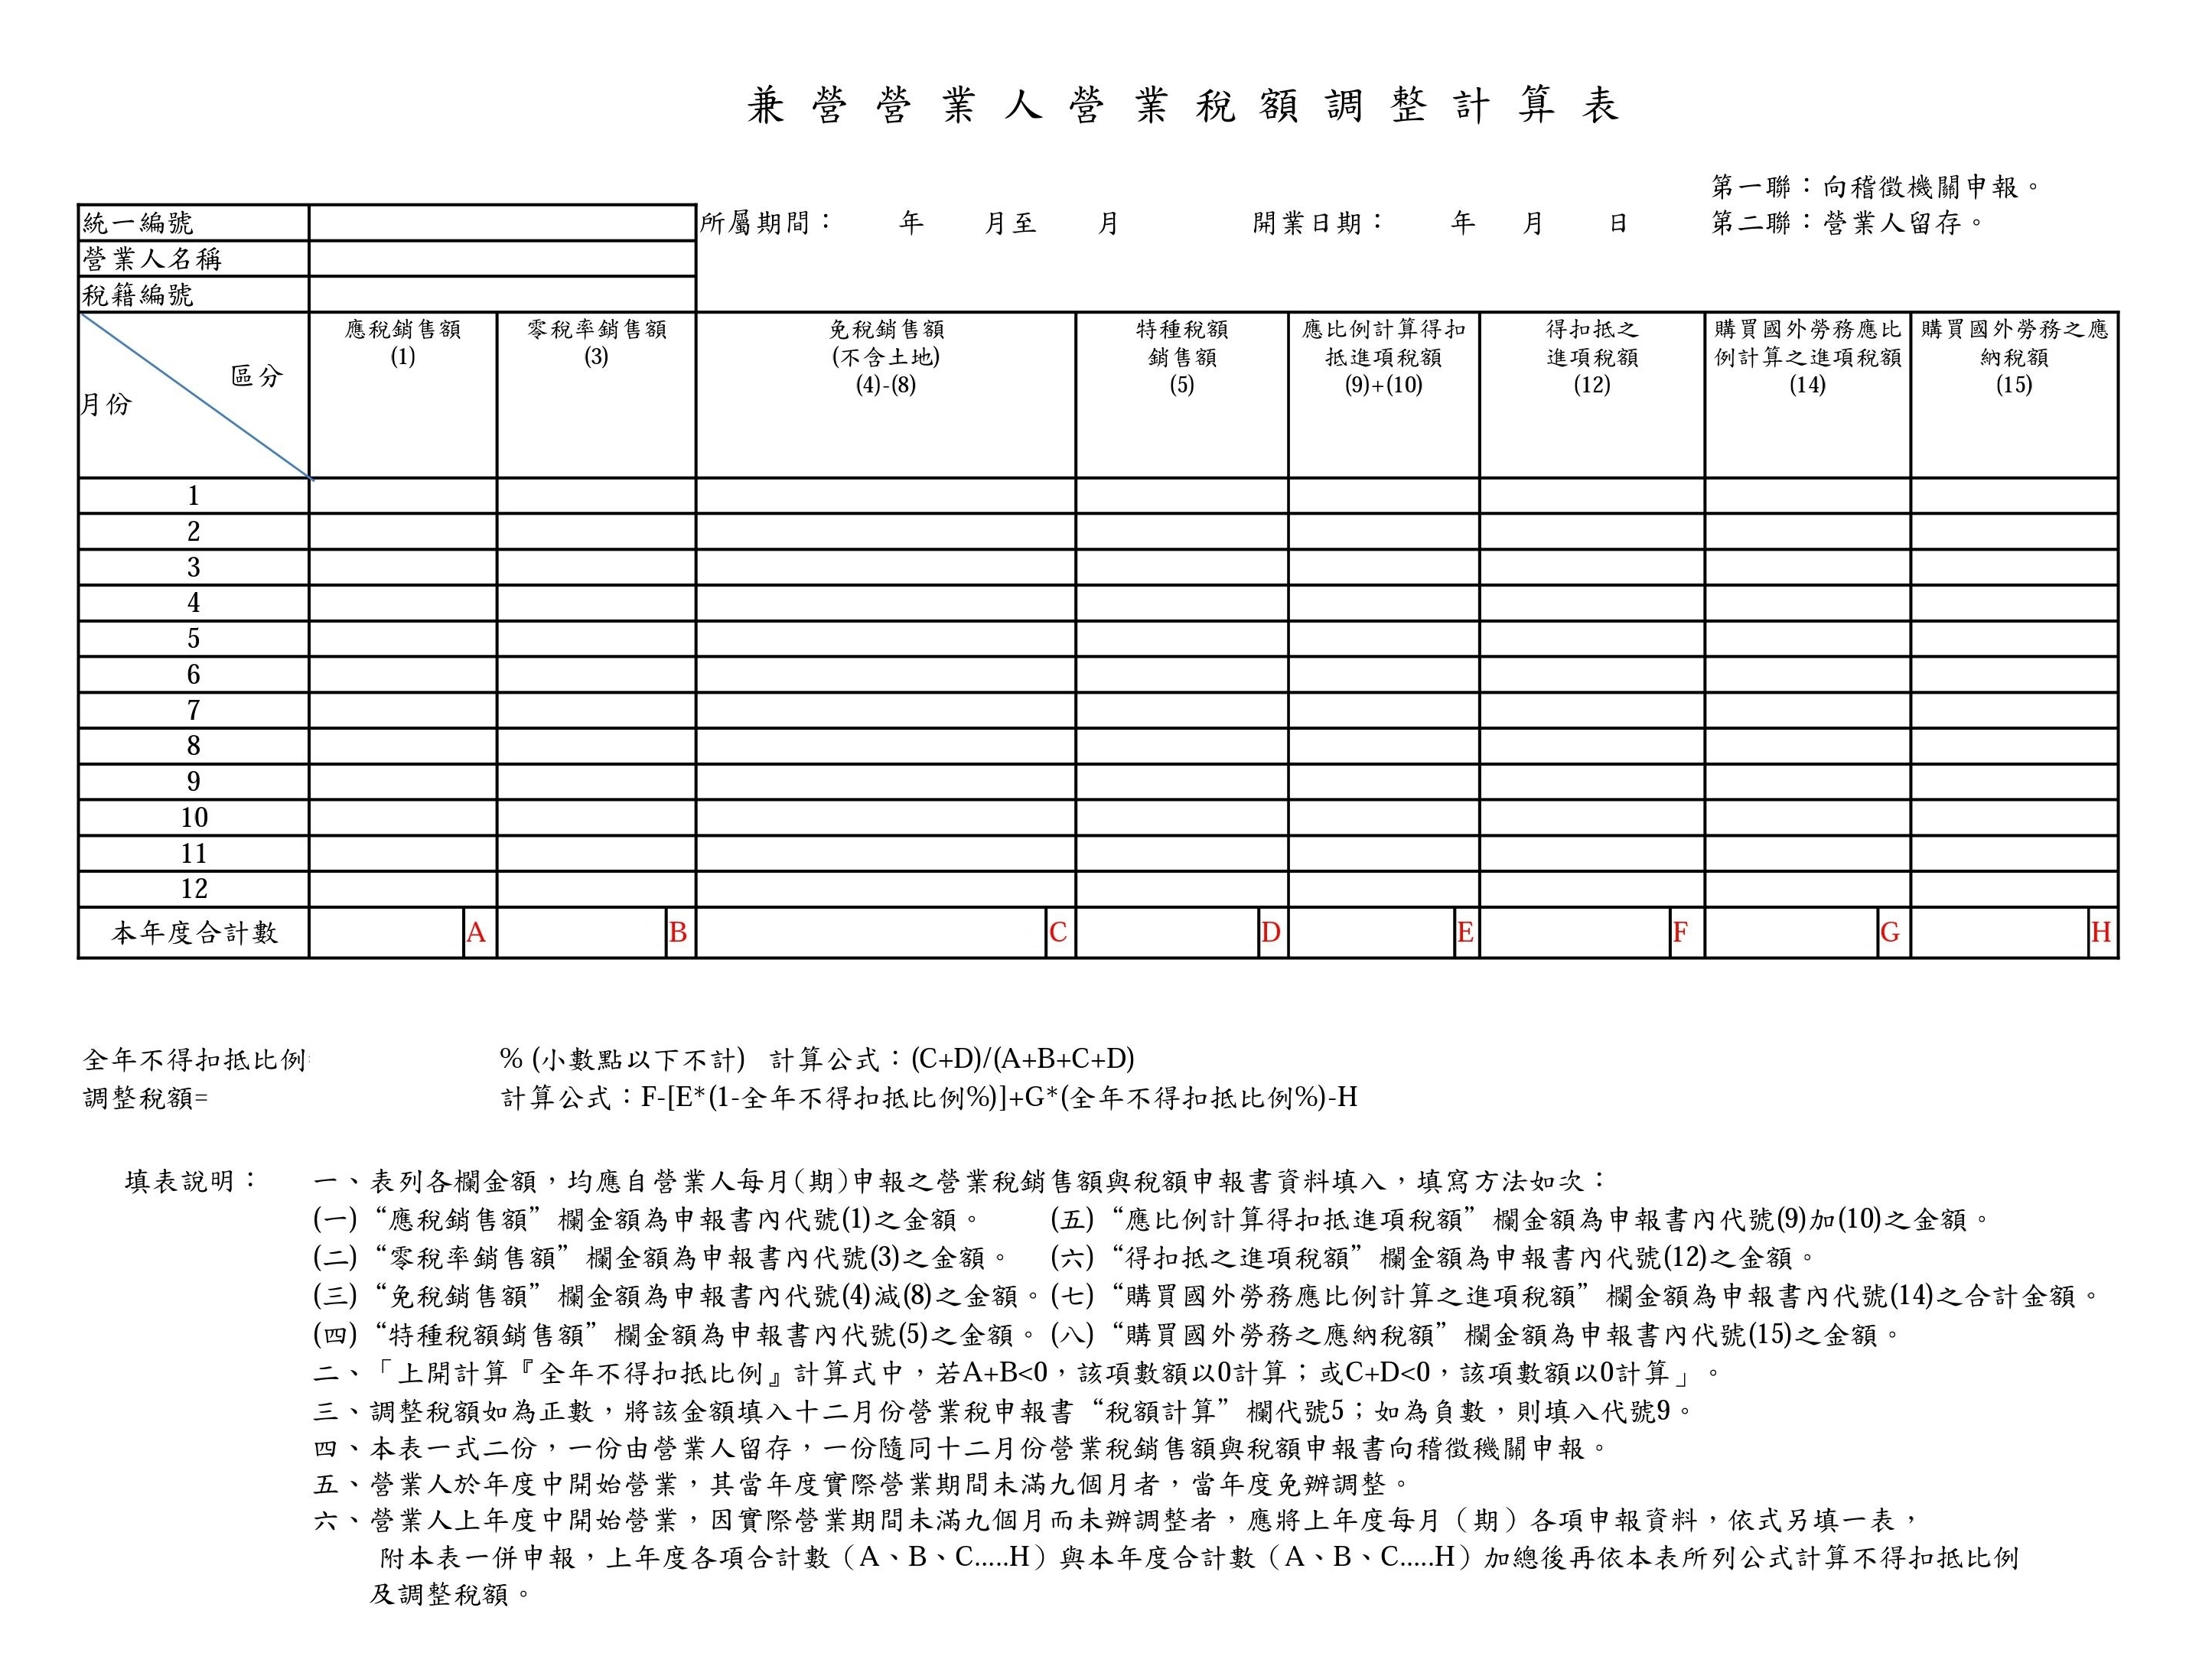 兼營營業人營業稅額調整計算表
第一聯：向稽徵機關申報。
統一編號 所屬期間： 年 月至 月 開業日期： 年 月 日 第二聯：營業人留存。
營業人名稱
稅籍編號
區分
月份
應稅銷售額
(1)
零稅率銷售額
(3)
免稅銷售額
(不含土地)
(4)-(8)
特種稅額
銷售額
(5)
應比例計算得扣
抵進項稅額
(9)+(10)
得扣抵之
進項稅額
(12)
購買國外勞務應比
例計算之進項稅額
(14)
購買國外勞務之應
納稅額
(15)
1
2
3
4
5
6
7
8
9
10
11
12
本年度合計數 A B C D E F G H
全年不得扣抵比例 % (小數點以下不計) 計算公式：(C+D)/(A+B+C+D)
調整稅額= 計算公式：F-[E*(1-全年不得扣抵比例%)]+G*(全年不得扣抵比例%)-H
填表說明： 一、表列各欄金額，均應自營業人每月(期)申報之營業稅銷售額與稅額申報書資料填入，填寫方法如次：
(一) “應稅銷售額” 欄金額為申報書內代號(1)之金額。 (五) “應比例計算得扣抵進項稅額” 欄金額為申報書內代號(9)加(10)之金額。
(二) “零稅率銷售額” 欄金額為申報書內代號(3)之金額。 (六) “得扣抵之進項稅額” 欄金額為申報書內代號(12)之金額。
(三) “免稅銷售額” 欄金額為申報書內代號(4)減(8)之金額。 (七) “購買國外勞務應比例計算之進項稅額” 欄金額為申報書內代號(14)之合計金額。
(四) “特種稅額銷售額” 欄金額為申報書內代號(5)之金額。 (八) “購買國外勞務之應納稅額” 欄金額為申報書內代號(15)之金額。
二、「上開計算『全年不得扣抵比例』計算式中，若A+B<0，該項數額以0計算；或C+D<0，該項數額以0計算」。
三、調整稅額如為正數，將該金額填入十二月份營業稅申報書 “稅額計算” 欄代號5；如為負數，則填入代號9。
四、本表一式二份，一份由營業人留存，一份隨同十二月份營業稅銷售額與稅額申報書向稽徵機關申報。
五、營業人於年度中開始營業，其當年度實際營業期間未滿九個月者，當年度免辦調整。
六、營業人上年度中開始營業，因實際營業期間未滿九個月而未辦調整者，應將上年度每月（期）各項申報資料，依式另填一表，
附本表一併申報，上年度各項合計數（A、B、C.....H）與本年度合計數（A、B、C.....H）加總後再依本表所列公式計算不得扣抵比例
及調整稅額。